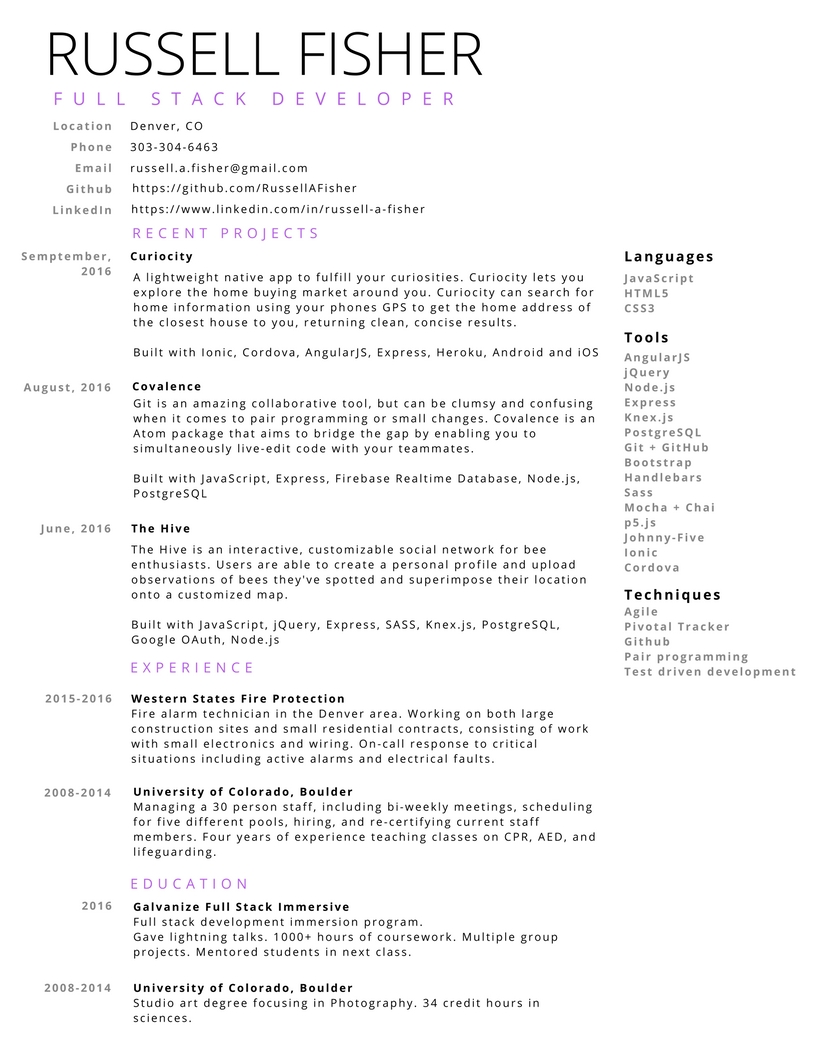 RUSSELL FISHER
FULL STACK DEVELOPER
Location Denver, CO
Phone 303-304-6463
Email russell.a.fisher@gmail.com
Github https://github.com/RussellAFisher
LinkedIn https://www.linkedin.com/in/russell-a-fisher
RECENT PROJECTS
Semptember,
2016
Curiocity
A lightweight native app to fulfill your curiosities. Curiocity lets you
explore the home buying market around you. Curiocity can search for
home information using your phones GPS to get the home address of
the closest house to you, returning clean, concise results.
Built with Ionic, Cordova, AngularJS, Express, Heroku, Android and iOS
August, 2016 Covalence
Git is an amazing collaborative tool, but can be clumsy and confusing
when it comes to pair programming or small changes. Covalence is an
Atom package that aims to bridge the gap by enabling you to
simultaneously live-edit code with your teammates.
Built with JavaScript, Express, Firebase Realtime Database, Node.js,
PostgreSQL
June, 2016 The Hive
The Hive is an interactive, customizable social network for bee
enthusiasts. Users are able to create a personal profile and upload
observations of bees they've spotted and superimpose their location
onto a customized map.
Built with JavaScript, jQuery, Express, SASS, Knex.js, PostgreSQL,
Google OAuth, Node.js
EXPERIENCE
2015-2016 Western States Fire Protection
Fire alarm technician in the Denver area. Working on both large
construction sites and small residential contracts, consisting of work
with small electronics and wiring. On-call response to critical
situations including active alarms and electrical faults.
2008-2014 University of Colorado, Boulder
Managing a 30 person staff, including bi-weekly meetings, scheduling
for five different pools, hiring, and re-certifying current staff
members. Four years of experience teaching classes on CPR, AED, and
lifeguarding.
EDUCATION
2016 Galvanize Full Stack Immersive
Full stack development immersion program.
Gave lightning talks. 1000+ hours of coursework. Multiple group
projects. Mentored students in next class.
2008-2014 University of Colorado, Boulder
Studio art degree focusing in Photography. 34 credit hours in
sciences.
Languages
JavaScript
HTML5
CSS3
Tools
AngularJS
jQuery
Node.js
Express
Knex.js
PostgreSQL
Git + GitHub
Bootstrap
Handlebars
Sass
Mocha + Chai
p5.js
Johnny-Five
Ionic
Cordova
Techniques
Agile
Pivotal Tracker
Github
Pair programming
Test driven development